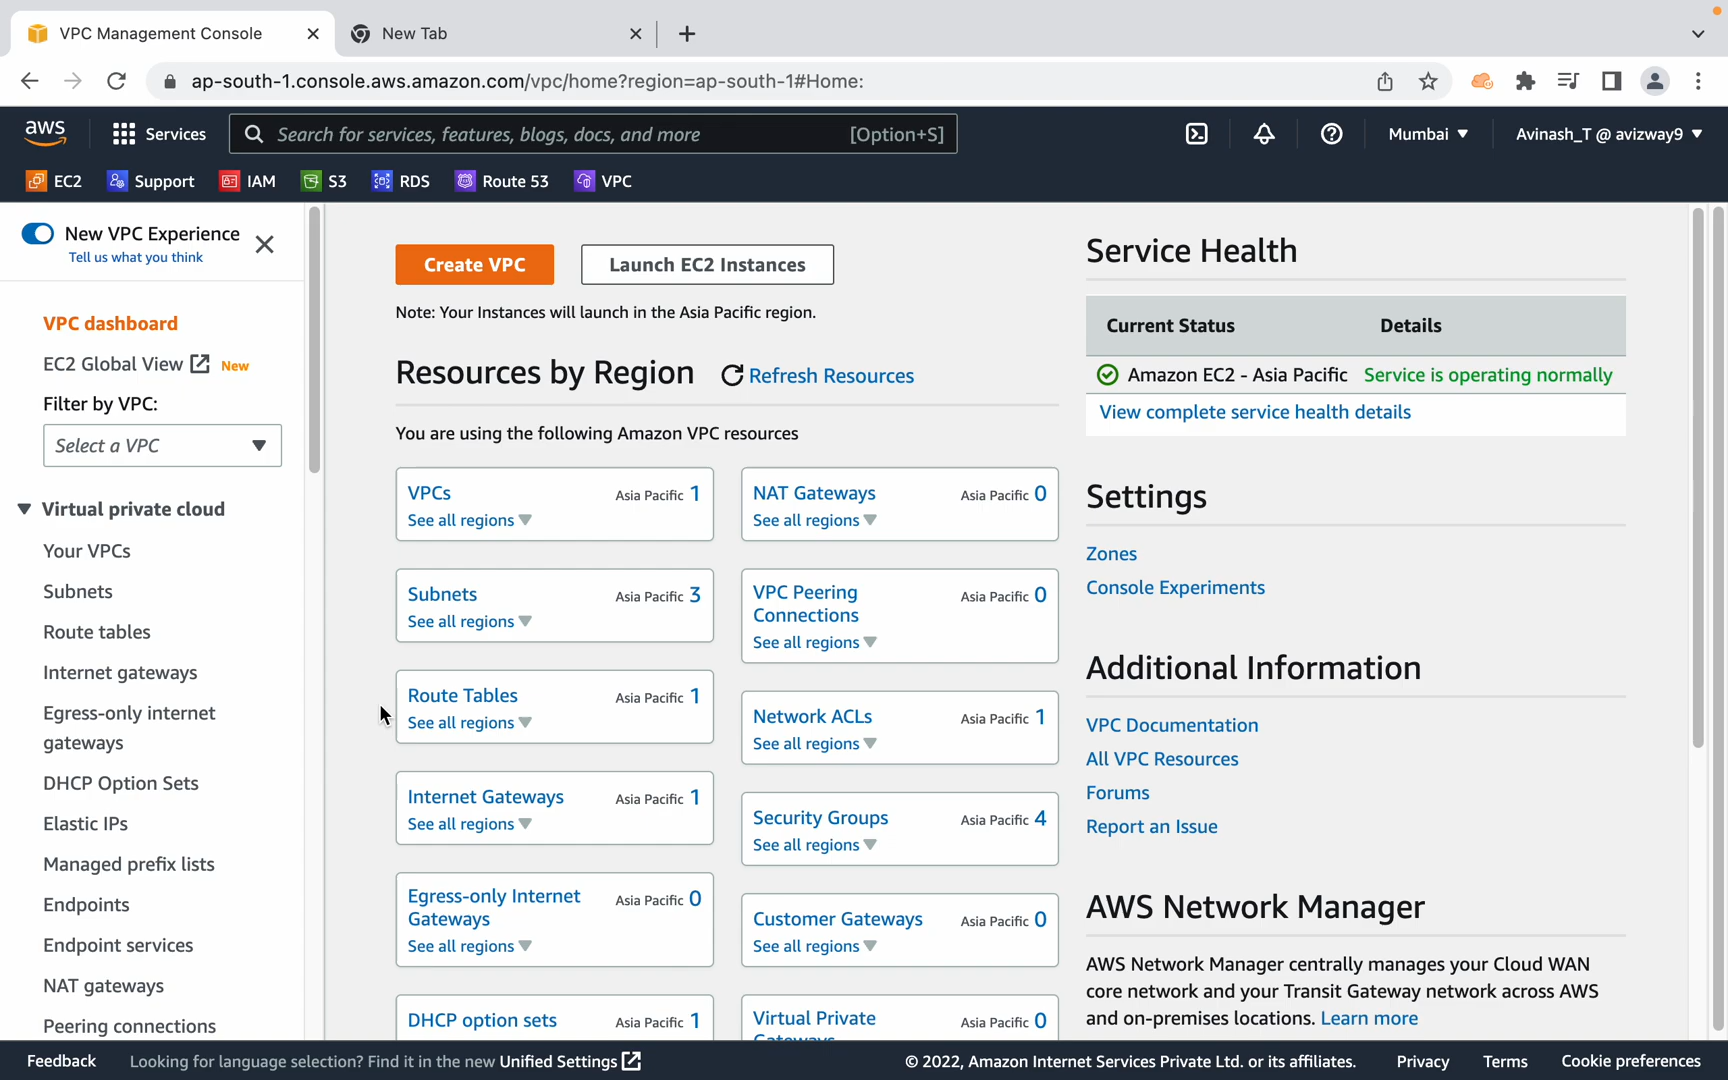 VPC Management Console
New Tab
ap-south-1.console.aws.amazon.com/vpc/home?region=ap-south-1#Home:
aws
Services
Search for services, features, blogs, docs, and more
[Option+S]
Mumbai
Avinash_T @ avizway9
EC2
Support
IAM
S3
RDS
Route 53
VPC
New VPC Experience
Tell us what you think
VPC dashboard
EC2 Global View New
Filter by VPC:
Select a VPC
Virtual private cloud
Your VPCs
Subnets
Route tables
Internet gateways
Egress-only internet
gateways
DHCP Option Sets
Elastic IPs
Managed prefix lists
Endpoints
Endpoint services
NAT gateways
Peering connections
Create VPC
Launch EC2 Instances
Note: Your Instances will launch in the Asia Pacific region.
Resources by Region
Refresh Resources
You are using the following Amazon VPC resources
VPCs Asia Pacific 1
See all regions
NAT Gateways Asia Pacific 0
See all regions
Subnets Asia Pacific 3
See all regions
VPC Peering
Connections Asia Pacific 0
See all regions
Route Tables Asia Pacific 1
See all regions
Network ACLs Asia Pacific 1
See all regions
Internet Gateways Asia Pacific 1
See all regions
Security Groups Asia Pacific 4
See all regions
Egress-only Internet
Gateways Asia Pacific 0
See all regions
Customer Gateways Asia Pacific 0
See all regions
DHCP option sets Asia Pacific 1
Virtual Private
Gateways Asia Pacific 0
Service Health
Current Status Details
Amazon EC2 - Asia Pacific Service is operating normally
View complete service health details
Settings
Zones
Console Experiments
Additional Information
VPC Documentation
All VPC Resources
Forums
Report an Issue
AWS Network Manager
AWS Network Manager centrally manages your Cloud WAN
core network and your Transit Gateway network across AWS
and on-premises locations. Learn more
Feedback
Looking for language selection? Find it in the new Unified Settings
© 2022, Amazon Internet Services Private Ltd. or its affiliates.
Privacy
Terms
Cookie preferences